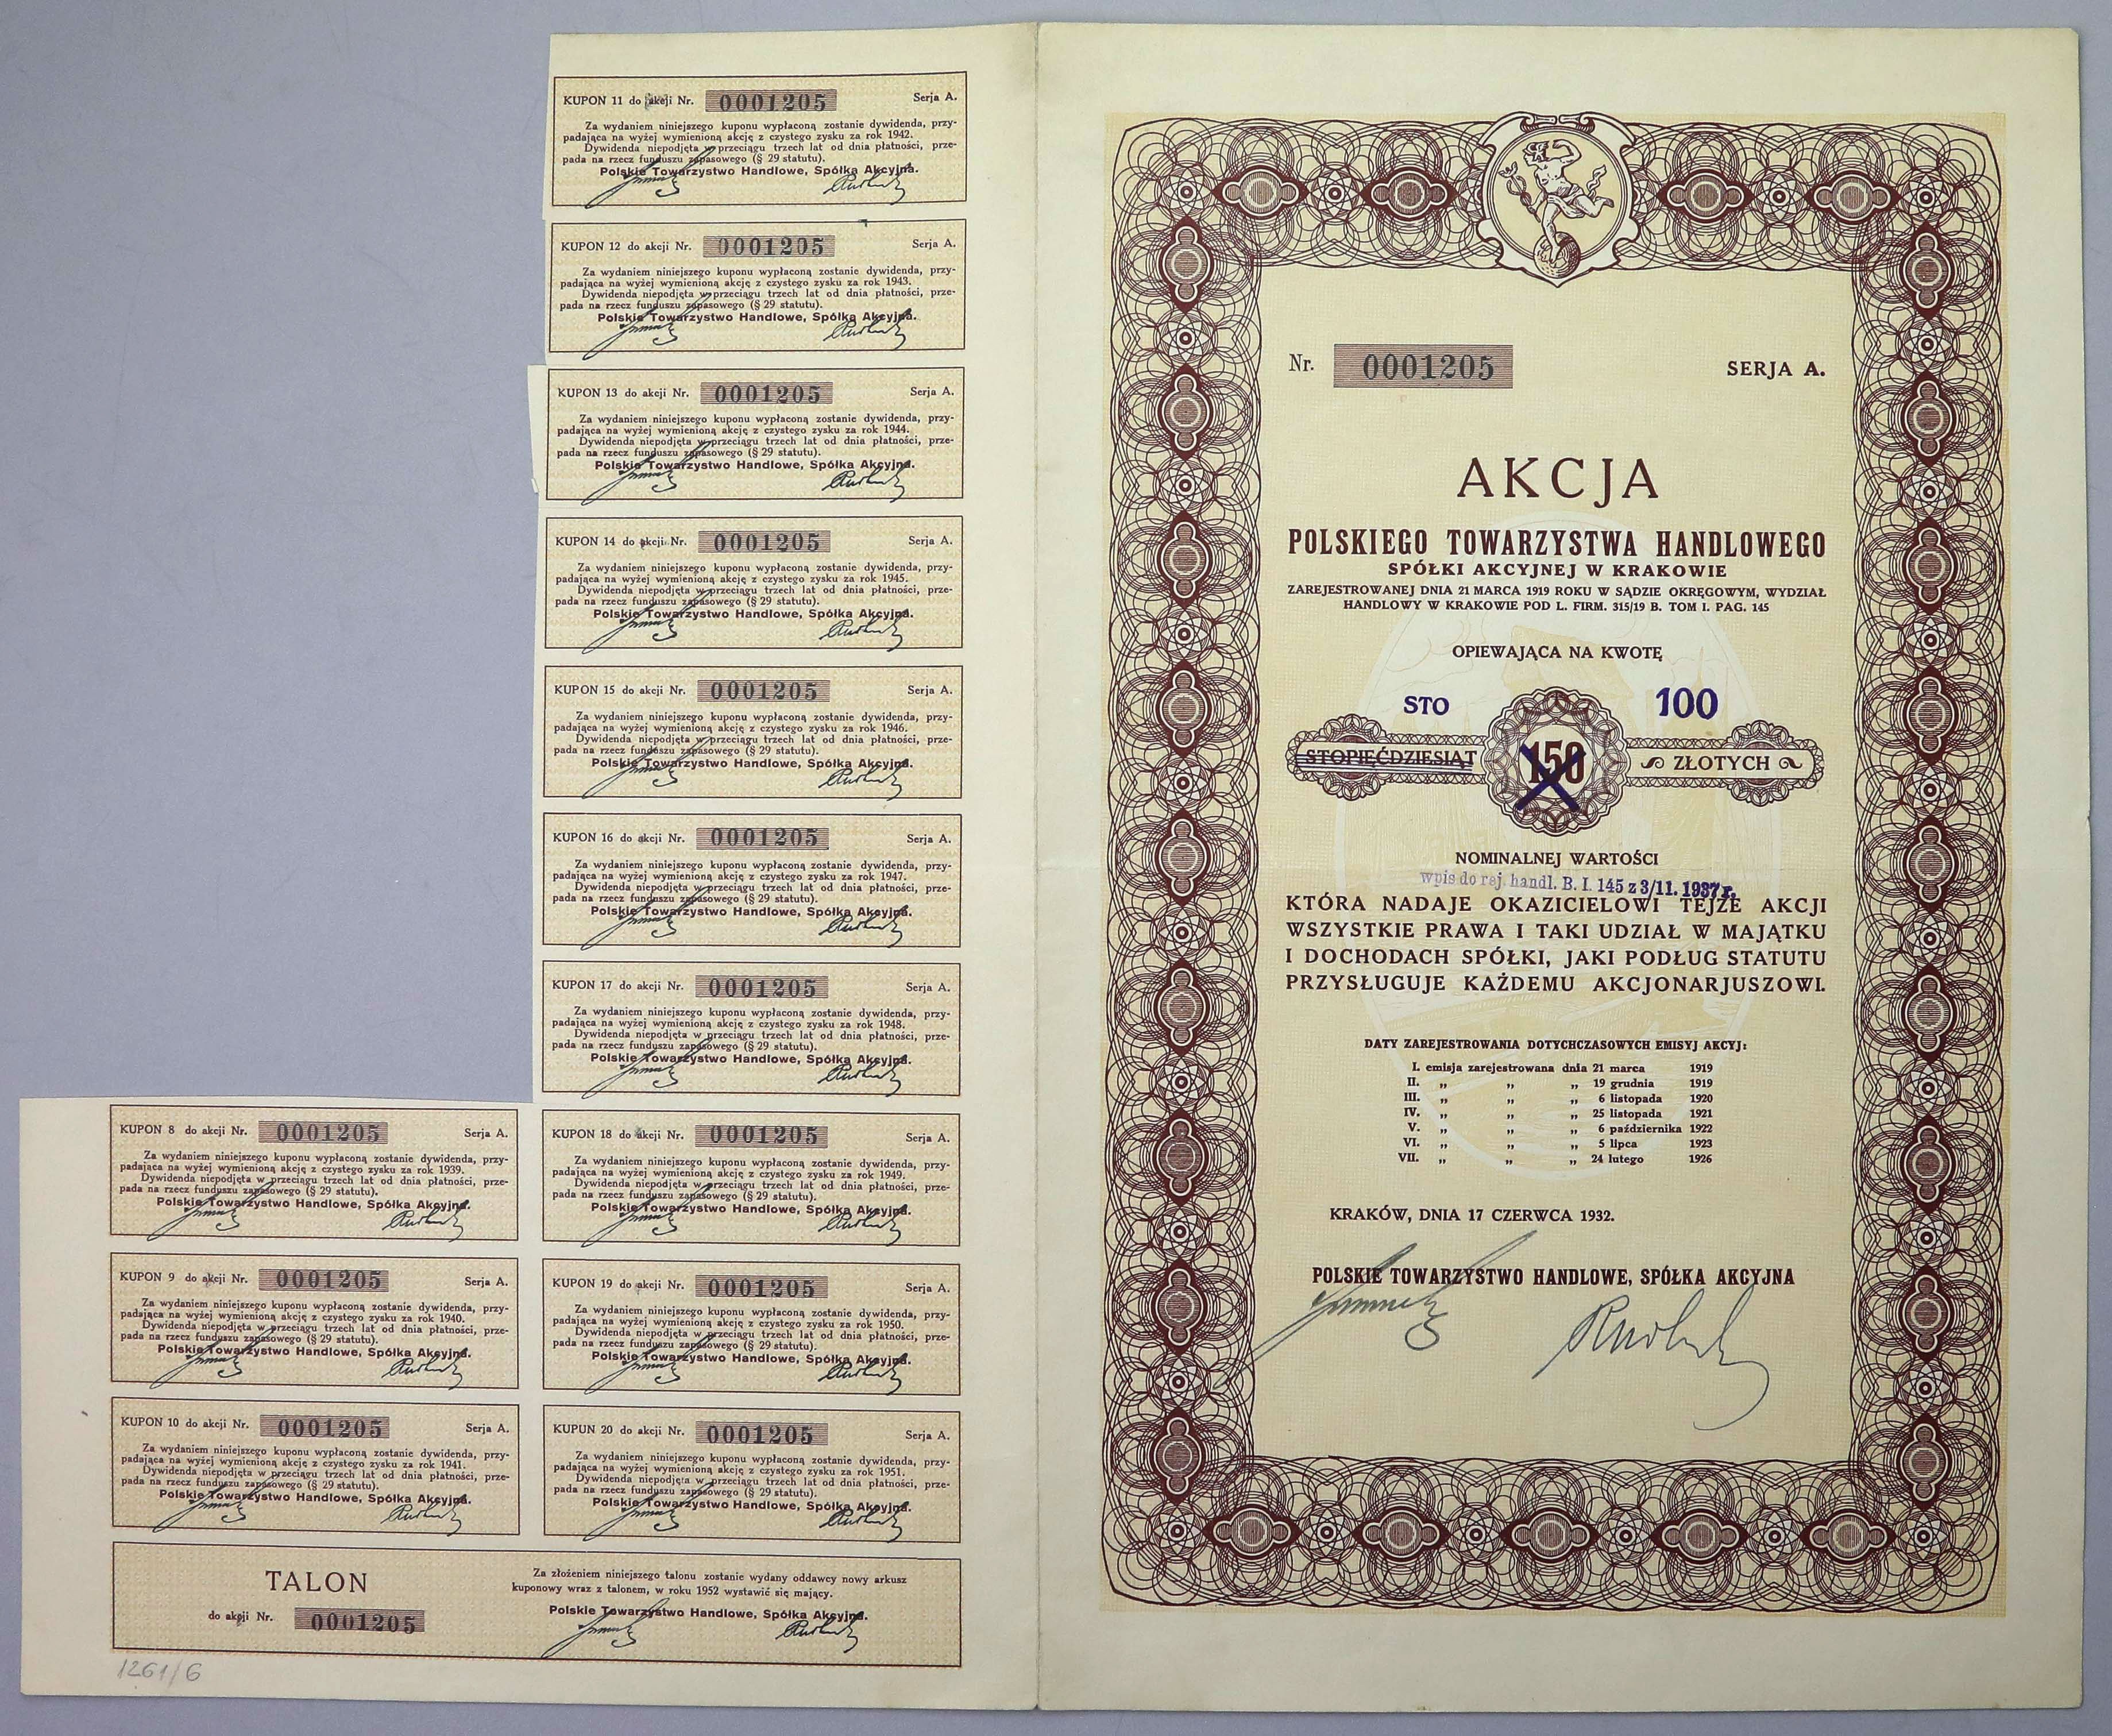 KUPON 11 do akcji Nr. 0001205 Serja A.
Za wydaniem niniejszego kuponu wypłaconą zostanie dywidenda, przy-
padająca na wyżej wymienioną akcję z czystego zysku za rok 1942.
Dywidenda niepodjęta w przeciągu trzech lat od dnia płatności, prze-
pada na rzecz funduszu zapasowego (§ 29 statutu).
Polskie Towarzystwo Handlowe, Spółka Akcyjna.
KUPON 12 do akcji Nr. 0001205 Serja A.
Za wydaniem niniejszego kuponu wypłaconą zostanie dywidenda, przy-
padająca na wyżej wymienioną akcję z czystego zysku za rok 1943.
Dywidenda niepodjęta w przeciągu trzech lat od dnia płatności, prze-
pada na rzecz funduszu zapasowego (§ 29 statutu).
Polskie Towarzystwo Handlowe, Spółka Akcyjna.
KUPON 13 do akcji Nr. 0001205 Serja A.
Za wydaniem niniejszego kuponu wypłaconą zostanie dywidenda, przy-
padająca na wyżej wymienioną akcję z czystego zysku za rok 1944.
Dywidenda niepodjęta w przeciągu trzech lat od dnia płatności, prze-
pada na rzecz funduszu zapasowego (§ 29 statutu).
Polskie Towarzystwo Handlowe, Spółka Akcyjna.
KUPON 14 do akcji Nr. 0001205 Serja A.
Za wydaniem niniejszego kuponu wypłaconą zostanie dywidenda, przy-
padająca na wyżej wymienioną akcję z czystego zysku za rok 1945.
Dywidenda niepodjęta w przeciągu trzech lat od dnia płatności, prze-
pada na rzecz funduszu zapasowego (§ 29 statutu).
Polskie Towarzystwo Handlowe, Spółka Akcyjna.
KUPON 15 do akcji Nr. 0001205 Serja A.
Za wydaniem niniejszego kuponu wypłaconą zostanie dywidenda, przy-
padająca na wyżej wymienioną akcję z czystego zysku za rok 1946.
Dywidenda niepodjęta w przeciągu trzech lat od dnia płatności, prze-
pada na rzecz funduszu zapasowego (§ 29 statutu).
Polskie Towarzystwo Handlowe, Spółka Akcyjna.
KUPON 16 do akcji Nr. 0001205 Serja A.
Za wydaniem niniejszego kuponu wypłaconą zostanie dywidenda, przy-
padająca na wyżej wymienioną akcję z czystego zysku za rok 1947.
Dywidenda niepodjęta w przeciągu trzech lat od dnia płatności, prze-
pada na rzecz funduszu zapasowego (§ 29 statutu).
Polskie Towarzystwo Handlowe, Spółka Akcyjna.
KUPON 17 do akcji Nr. 0001205 Serja A.
Za wydaniem niniejszego kuponu wypłaconą zostanie dywidenda, przy-
padająca na wyżej wymienioną akcję z czystego zysku za rok 1948.
Dywidenda niepodjęta w przeciągu trzech lat od dnia płatności, prze-
pada na rzecz funduszu zapasowego (§ 29 statutu).
Polskie Towarzystwo Handlowe, Spółka Akcyjna.
KUPON 8 do akcji Nr. 0001205 Serja A.
Za wydaniem niniejszego kuponu wypłaconą zostanie dywidenda, przy-
padająca na wyżej wymienioną akcję z czystego zysku za rok 1939.
Dywidenda niepodjęta w przeciągu trzech lat od dnia płatności, prze-
pada na rzecz funduszu zapasowego (§ 29 statutu).
Polskie Towarzystwo Handlowe, Spółka Akcyjna.
KUPON 18 do akcji Nr. 0001205 Serja A.
Za wydaniem niniejszego kuponu wypłaconą zostanie dywidenda, przy-
padająca na wyżej wymienioną akcję z czystego zysku za rok 1949.
Dywidenda niepodjęta w przeciągu trzech lat od dnia płatności, prze-
pada na rzecz funduszu zapasowego (§ 29 statutu).
Polskie Towarzystwo Handlowe, Spółka Akcyjna.
KUPON 9 do akcji Nr. 0001205 Serja A.
Za wydaniem niniejszego kuponu wypłaconą zostanie dywidenda, przy-
padająca na wyżej wymienioną akcję z czystego zysku za rok 1940.
Dywidenda niepodjęta w przeciągu trzech lat od dnia płatności, prze-
pada na rzecz funduszu zapasowego (§ 29 statutu).
Polskie Towarzystwo Handlowe, Spółka Akcyjna.
KUPON 19 do akcji Nr. 0001205 Serja A.
Za wydaniem niniejszego kuponu wypłaconą zostanie dywidenda, przy-
padająca na wyżej wymienioną akcję z czystego zysku za rok 1950.
Dywidenda niepodjęta w przeciągu trzech lat od dnia płatności, prze-
pada na rzecz funduszu zapasowego (§ 29 statutu).
Polskie Towarzystwo Handlowe, Spółka Akcyjna.
KUPON 10 do akcji Nr. 0001205 Serja A.
Za wydaniem niniejszego kuponu wypłaconą zostanie dywidenda, przy-
padająca na wyżej wymienioną akcję z czystego zysku za rok 1941.
Dywidenda niepodjęta w przeciągu trzech lat od dnia płatności, prze-
pada na rzecz funduszu zapasowego (§ 29 statutu).
Polskie Towarzystwo Handlowe, Spółka Akcyjna.
KUPUN 20 do akcji Nr. 0001205 Serja A.
Za wydaniem niniejszego kuponu wypłaconą zostanie dywidenda, przy-
padająca na wyżej wymienioną akcję z czystego zysku za rok 1951.
Dywidenda niepodjęta w przeciągu trzech lat od dnia płatności, prze-
pada na rzecz funduszu zapasowego (§ 29 statutu).
Polskie Towarzystwo Handlowe, Spółka Akcyjna.
TALON
do akcji Nr. 0001205
Za złożeniem niniejszego talonu zostanie wydany oddawcy nowy arkusz
kuponowy wraz z talonem, w roku 1952 wystawić się mający.
Polskie Towarzystwo Handlowe, Spółka Akcyjna.
1261/6
Nr. 0001205 SERJA A.
AKCJA
POLSKIEGO TOWARZYSTWA HANDLOWEGO
SPÓŁKI AKCYJNEJ W KRAKOWIE
ZAREJESTROWANEJ DNIA 21 MARCA 1919 ROKU W SĄDZIE OKRĘGOWYM, WYDZIAŁ
HANDLOWY W KRAKOWIE POD L. FIRM. 315/19 B. TOM I. PAG. 145
OPIEWAJĄCA NA KWOTĘ
STO 100
STOPIĘĆDZIESIĄT 150 ZŁOTYCH
NOMINALNEJ WARTOŚCI
wpis do rej. handl. B. I. 145 z 3/11. 1937 r.
KTÓRA NADAJE OKAZICIELOWI TEJŻE AKCJI
WSZYSTKIE PRAWA I TAKI UDZIAŁ W MAJĄTKU
I DOCHODACH SPÓŁKI, JAKI PODŁUG STATUTU
PRZYSŁUGUJE KAŻDEMU AKCJONARJUSZOWI.
DATY ZAREJESTROWANIA DOTYCHCZASOWYCH EMISYJ AKCYJ:
I. emisja zarejestrowana dnia 21 marca 1919
II. „ „ „ 19 grudnia 1919
III. „ „ „ 6 listopada 1920
IV. „ „ „ 25 listopada 1921
V. „ „ „ 6 października 1922
VI. „ „ „ 5 lipca 1923
VII. „ „ „ 24 lutego 1926
KRAKÓW, DNIA 17 CZERWCA 1932.
POLSKIE TOWARZYSTWO HANDLOWE, SPÓŁKA AKCYJNA